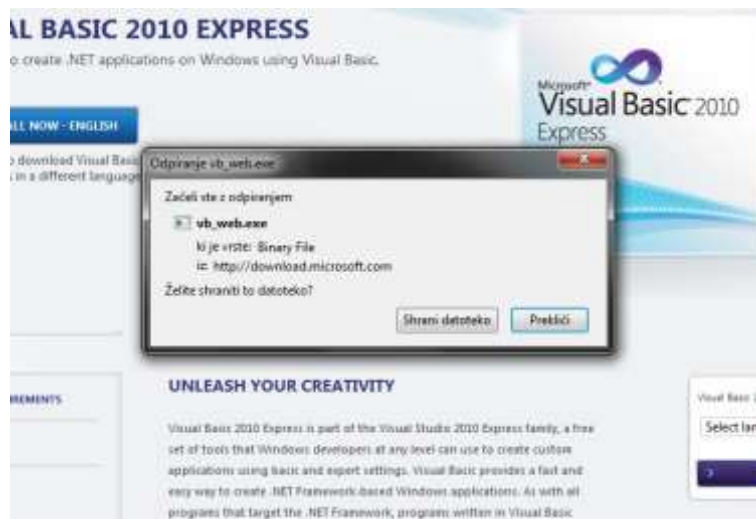 AL BASIC 2010 EXPRESS
o create .NET applications on Windows using Visual Basic.
Microsoft
Visual Basic 2010
Express
ALL NOW - ENGLISH
o download Visual Basic
s in a different language
Odpiranje vb_web.exe
Začeli ste z odpiranjem
vb_web.exe
ki je vrste: Binary File
iz: http://download.microsoft.com
Želite shraniti to datoteko?
Shrani datoteko
Prekliči
REMENTS
UNLEASH YOUR CREATIVITY
Visual Basic 2010 Express is part of the Visual Studio 2010 Express family, a free
set of tools that Windows developers at any level can use to create custom
applications using basic and expert settings. Visual Basic provides a fast and
easy way to create .NET Framework-based Windows applications. As with all
programs that target the .NET Framework, programs written in Visual Basic
Visual Basic
Select lan